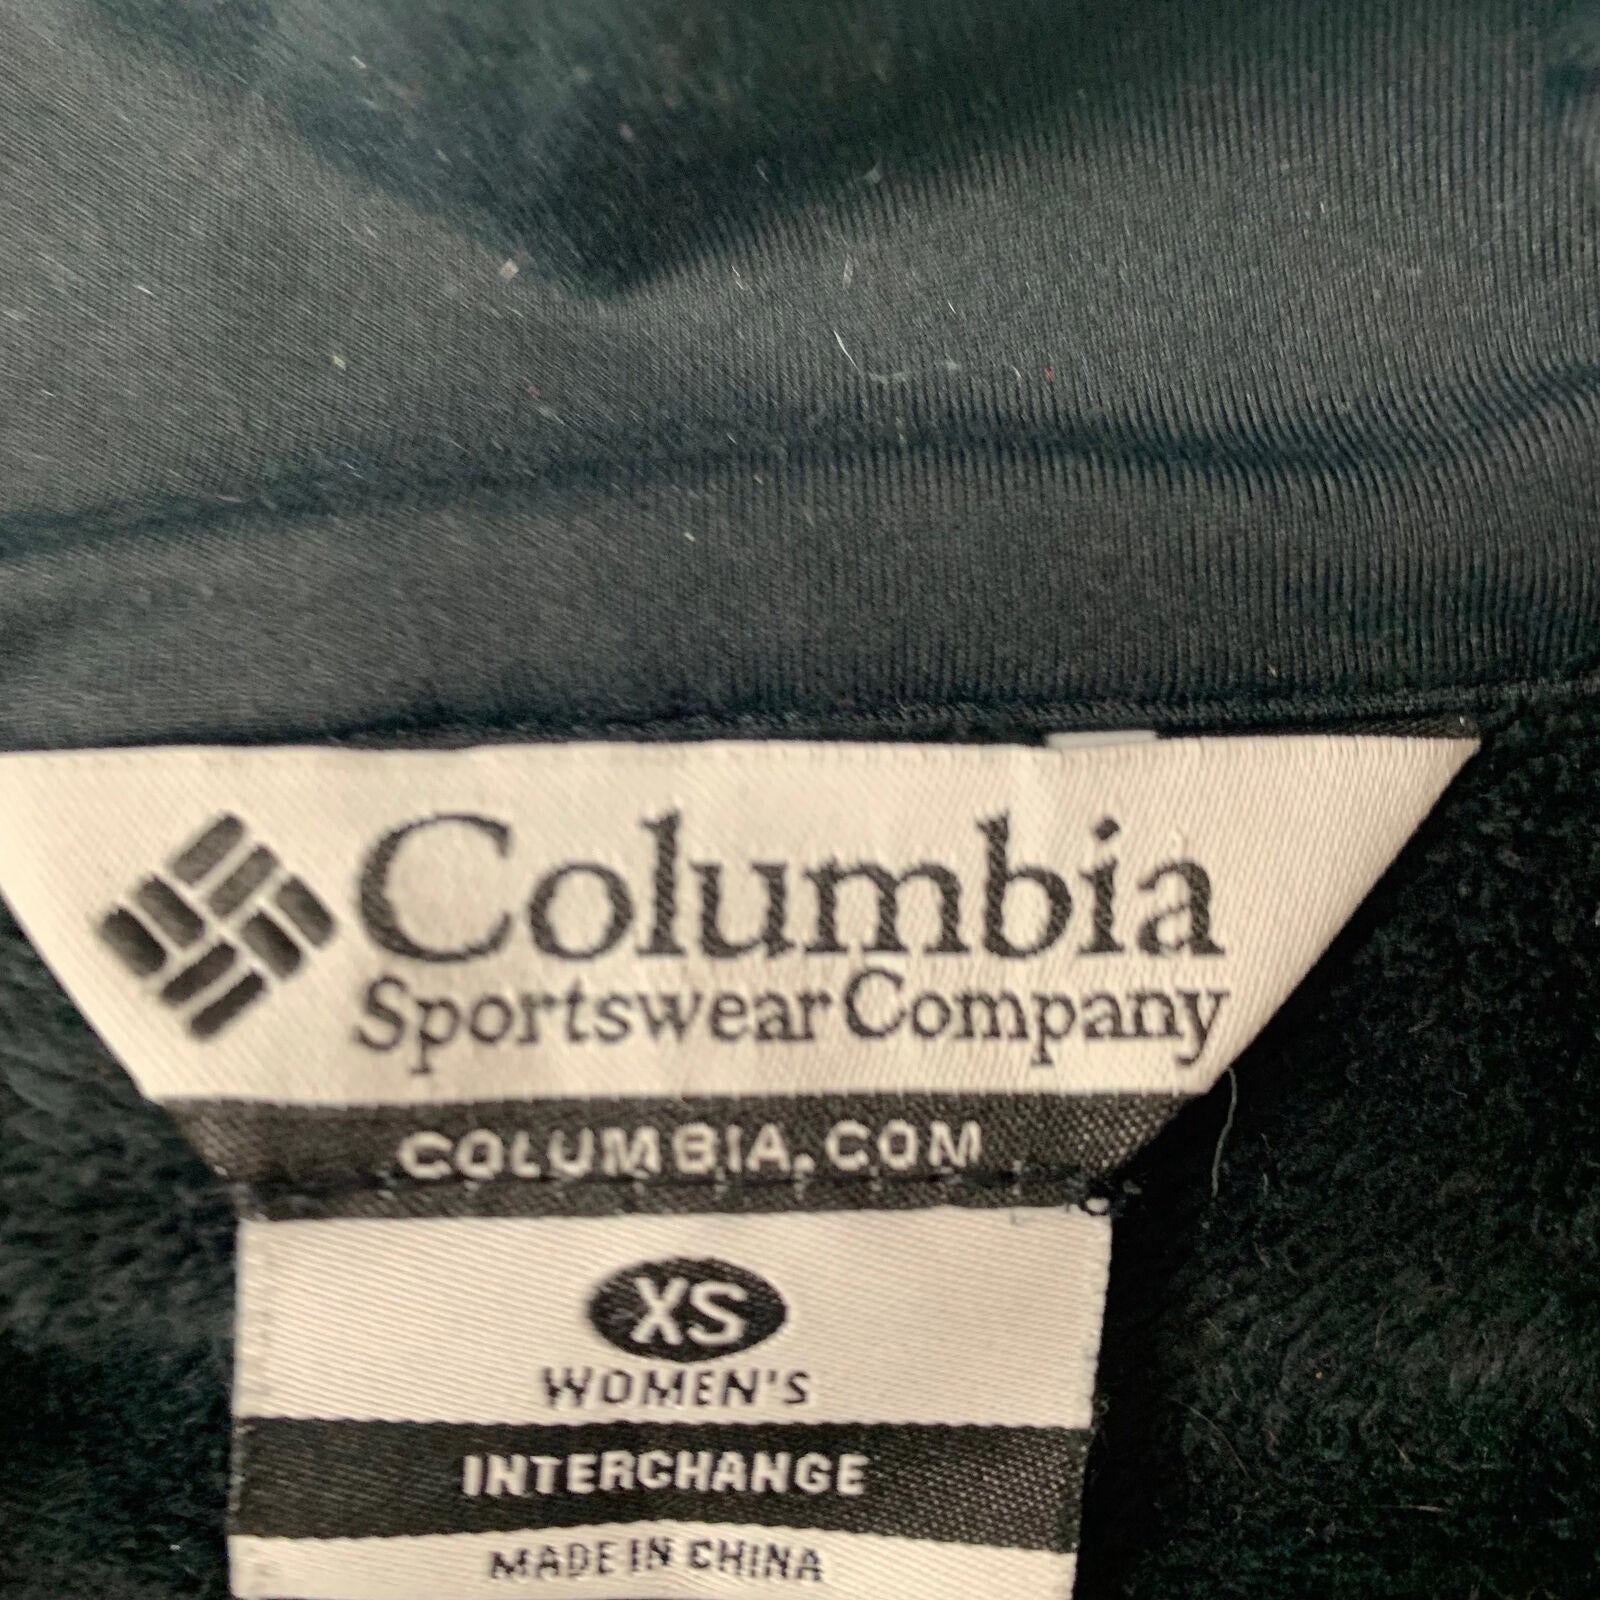 Columbia
Sportswear Company
COLUMBIA.COM
XS
WOMEN'S
INTERCHANGE
MADE IN CHINA